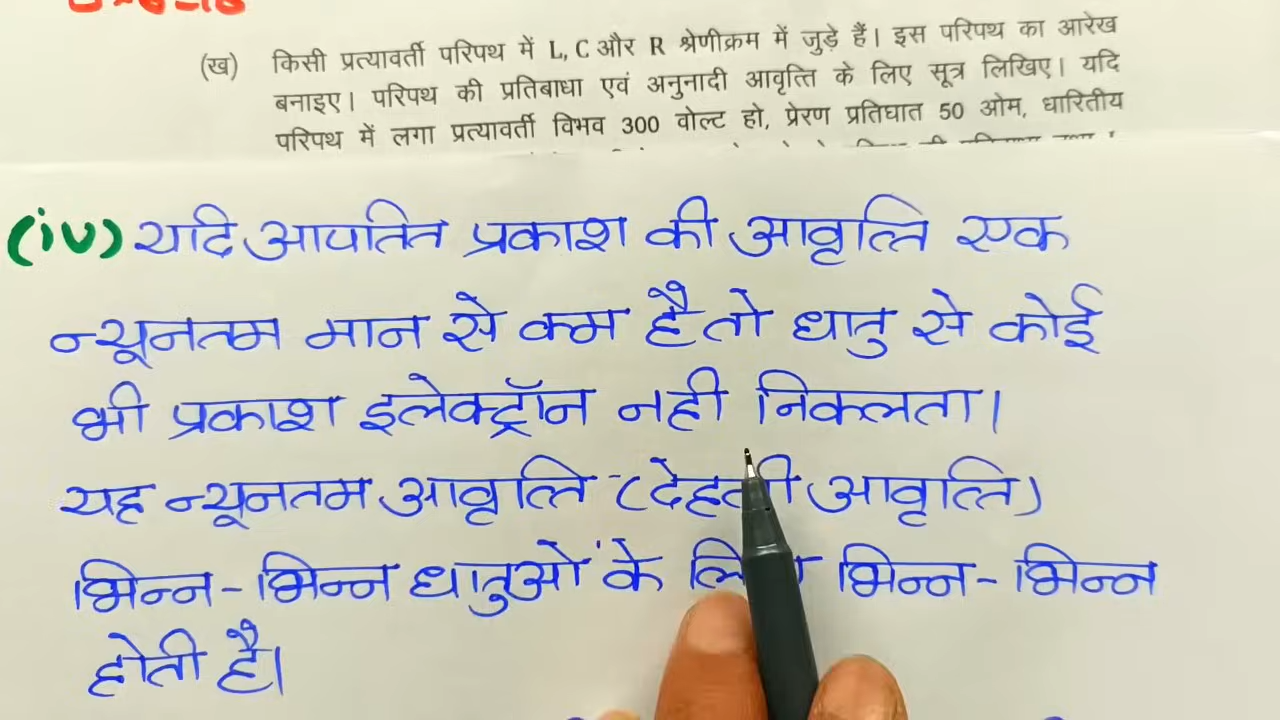 (ख) किसी प्रत्यावर्ती परिपथ में L, C और R श्रेणीक्रम में जुड़े हैं। इस परिपथ का आरेख
बनाइए। परिपथ की प्रतिबाधा एवं अनुनादी आवृत्ति के लिए सूत्र लिखिए। यदि
परिपथ में लगा प्रत्यावर्ती विभव 300 वोल्ट हो, प्रेरण प्रतिघात 50 ओम, धारितीय
(iv) यदि आपतित प्रकाश की आवृत्ति एक
न्यूनतम मान से कम है तो धातु से कोई
भी प्रकाश इलेक्ट्रॉन नही निकलता।
यह न्यूनतम आवृत्ति (देहली आवृत्ति)
भिन्न-भिन्न धातुओं के लिए भिन्न-भिन्न
होती है।